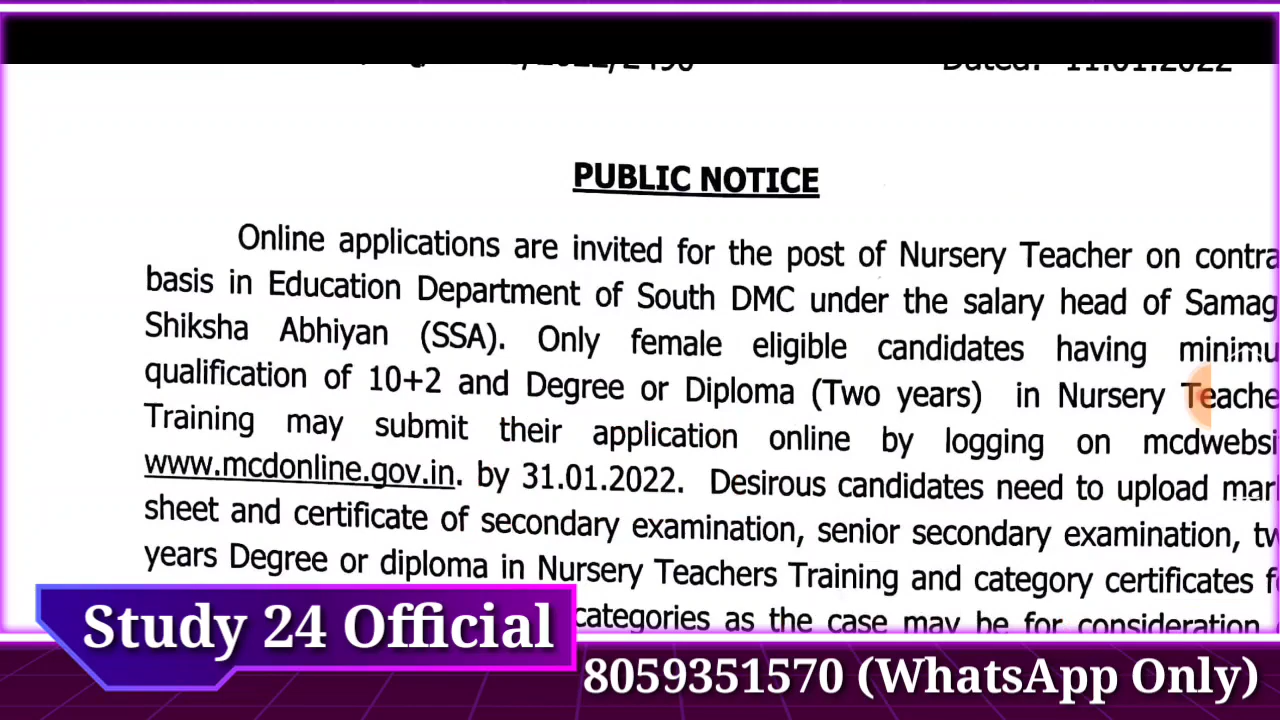 Dated: 11.01.2022
PUBLIC NOTICE
Online applications are invited for the post of Nursery Teacher on contra
basis in Education Department of South DMC under the salary head of Samag
Shiksha Abhiyan (SSA). Only female eligible candidates having minimu
qualification of 10+2 and Degree or Diploma (Two years) in Nursery Teache
Training may submit their application online by logging on mcdwebsi
www.mcdonline.gov.in. by 31.01.2022. Desirous candidates need to upload mar
sheet and certificate of secondary examination, senior secondary examination, tw
years Degree or diploma in Nursery Teachers Training and category certificates f
categories as the case may be for consideration
Study 24 Official
8059351570 (WhatsApp Only)